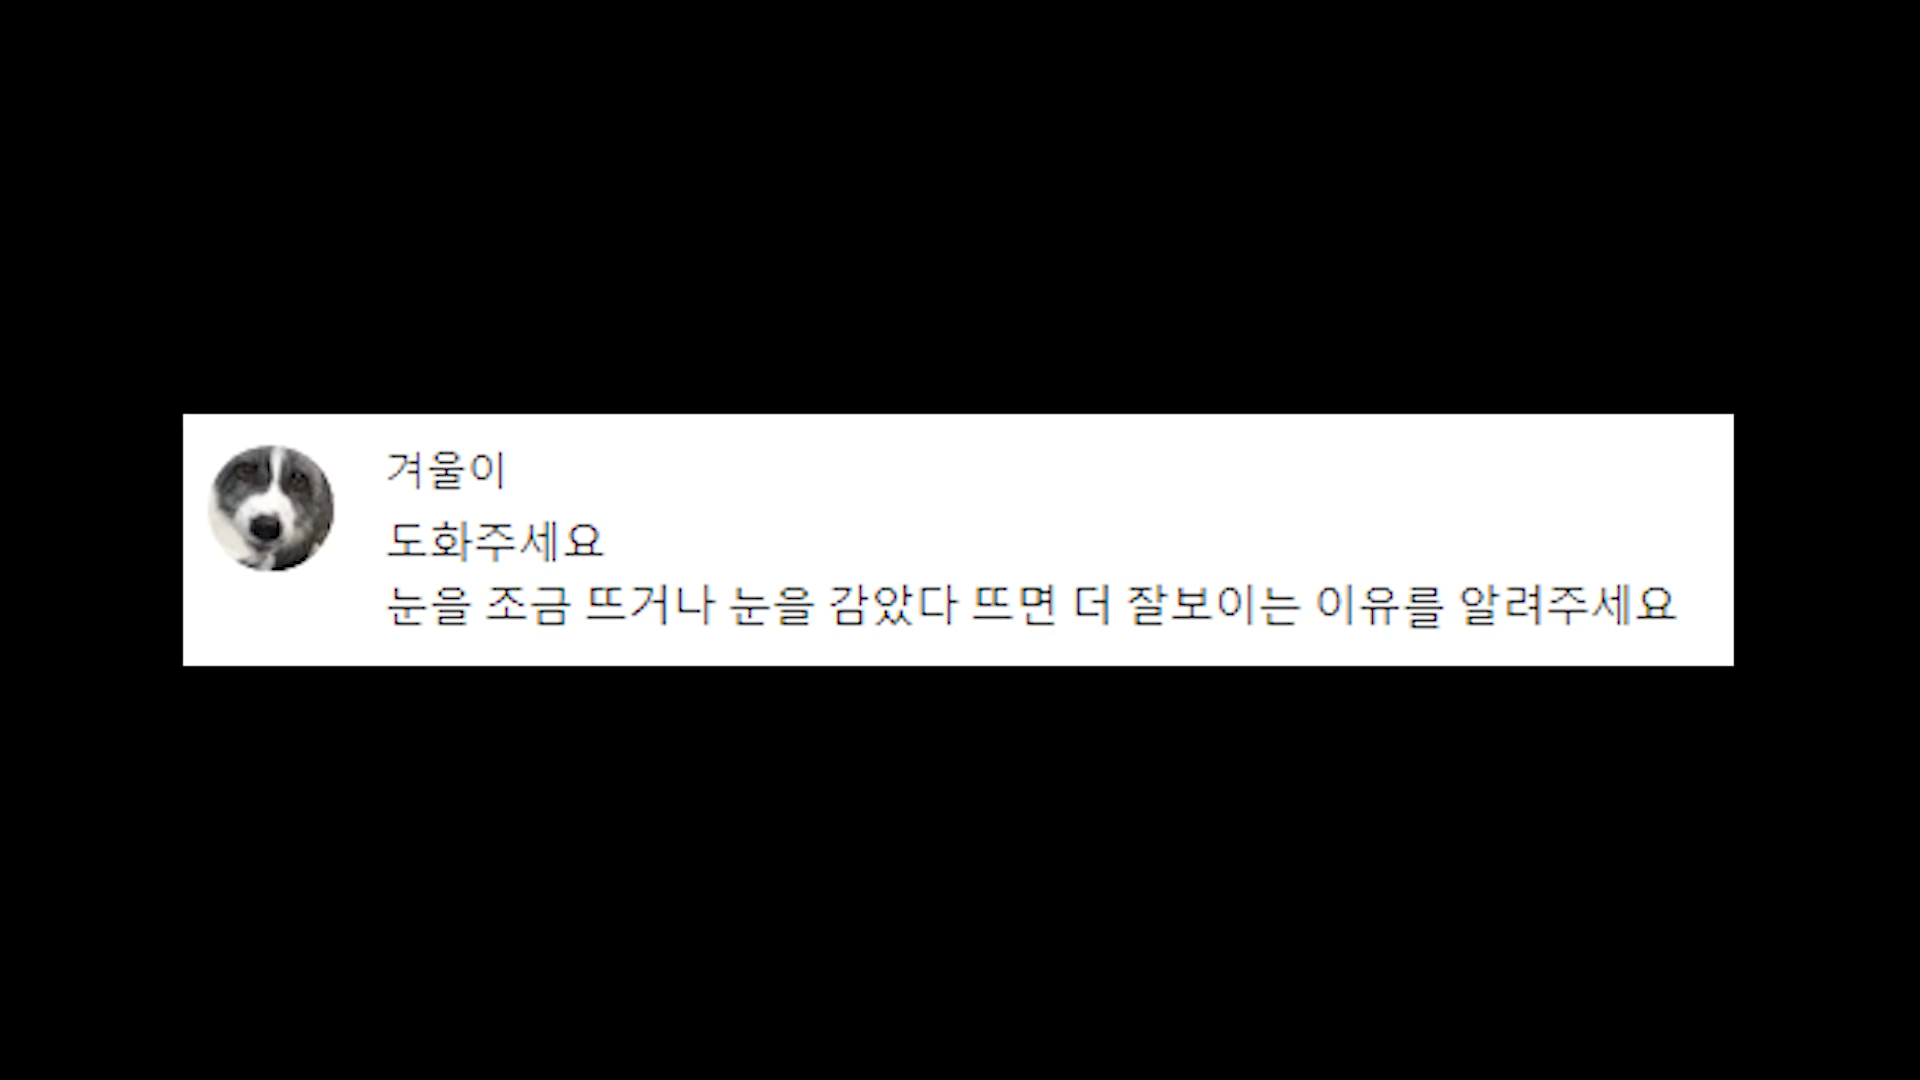 겨울이
도화주세요
눈을 조금 뜨거나 눈을 감았다 뜨면 더 잘보이는 이유를 알려주세요